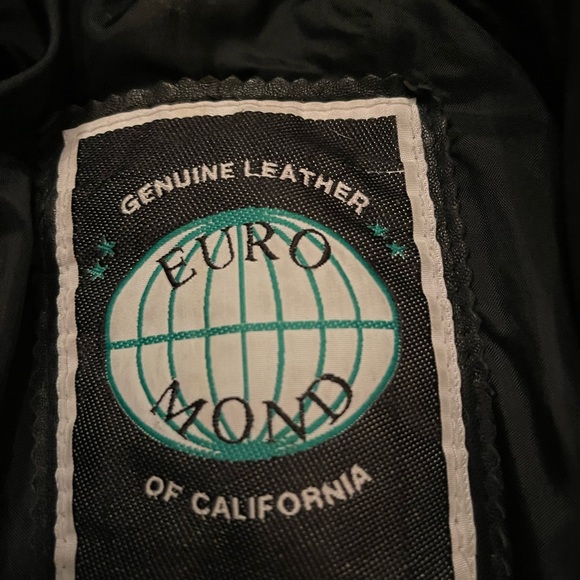 GENUINE LEATHER
EURO
MOND
OF CALIFORNIA